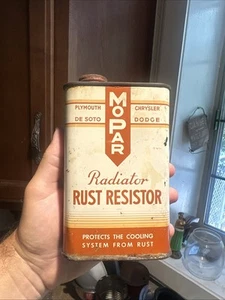 PLYMOUTH CHRYSLER
DE SOTO DODGE
MOPAR
Radiator
RUST RESISTOR
PROTECTS THE COOLING
SYSTEM FROM RUST